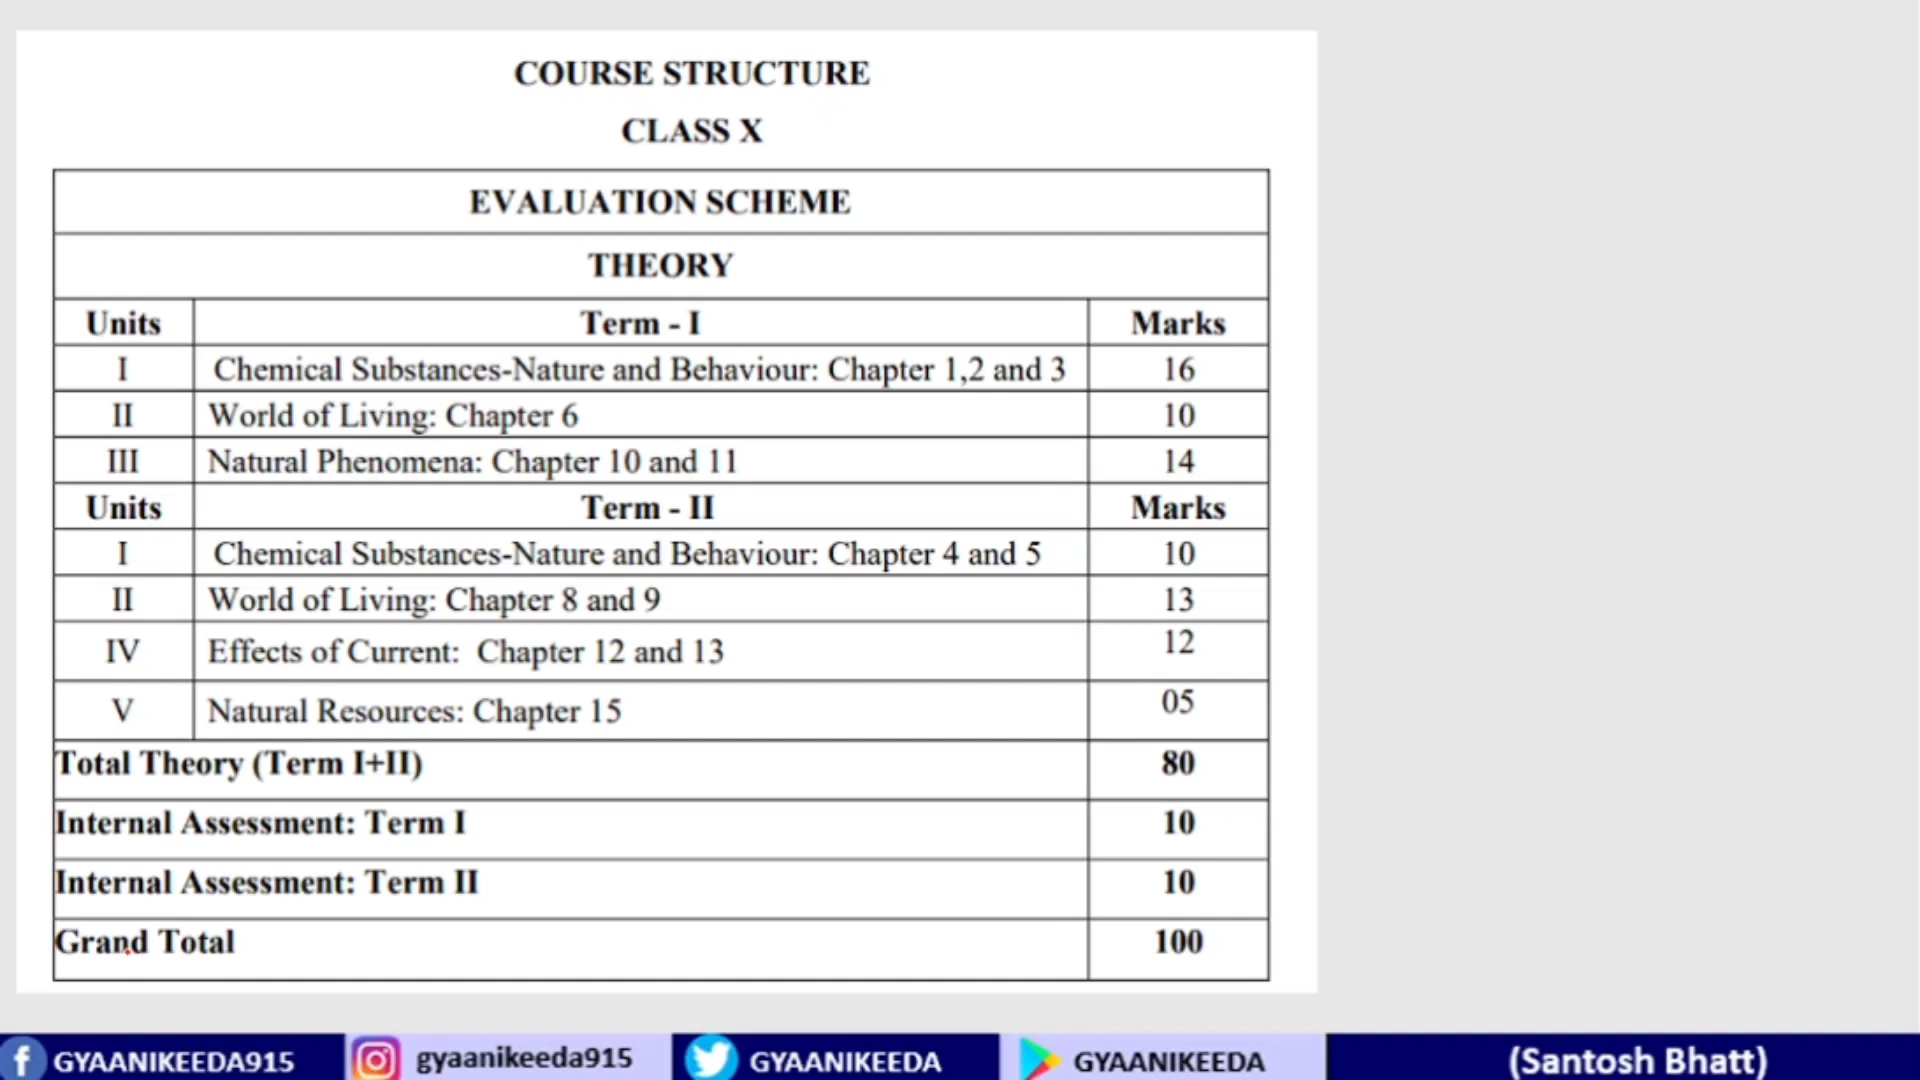 COURSE STRUCTURE
CLASS X
EVALUATION SCHEME
THEORY
Units Term - I Marks
I Chemical Substances-Nature and Behaviour: Chapter 1,2 and 3 16
II World of Living: Chapter 6 10
III Natural Phenomena: Chapter 10 and 11 14
Units Term - II Marks
I Chemical Substances-Nature and Behaviour: Chapter 4 and 5 10
II World of Living: Chapter 8 and 9 13
IV Effects of Current: Chapter 12 and 13 12
V Natural Resources: Chapter 15 05
Total Theory (Term I+II) 80
Internal Assessment: Term I 10
Internal Assessment: Term II 10
Grand Total 100
GYAANIKEEDA915 gyaanikeeda915 GYAANIKEEDA GYAANIKEEDA (Santosh Bhatt)